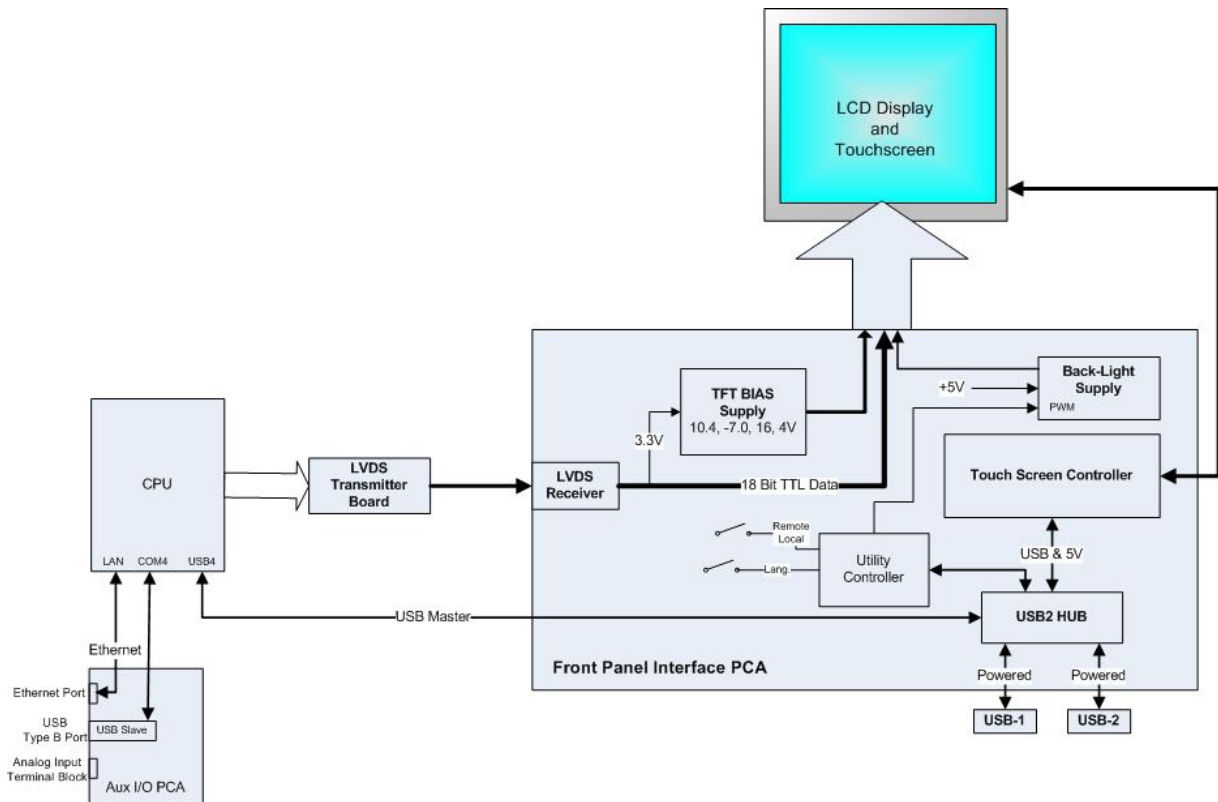 LCD Display
and
Touchscreen
Back-Light
Supply
+5V
PWM
TFT BIAS
Supply
10.4, -7.0, 16, 4V
3.3V
CPU
LVDS
Transmitter
Board
LVDS
Receiver
18 Bit TTL Data
Touch Screen Controller
Remote
Local
Lang.
Utility
Controller
USB & 5V
LAN
COM4
USB4
USB Master
USB2 HUB
Ethernet
Front Panel Interface PCA
Powered
Powered
Ethernet Port
USB-1
USB-2
USB
Type B Port
USB Slave
Analog Input
Terminal Block
Aux I/O PCA